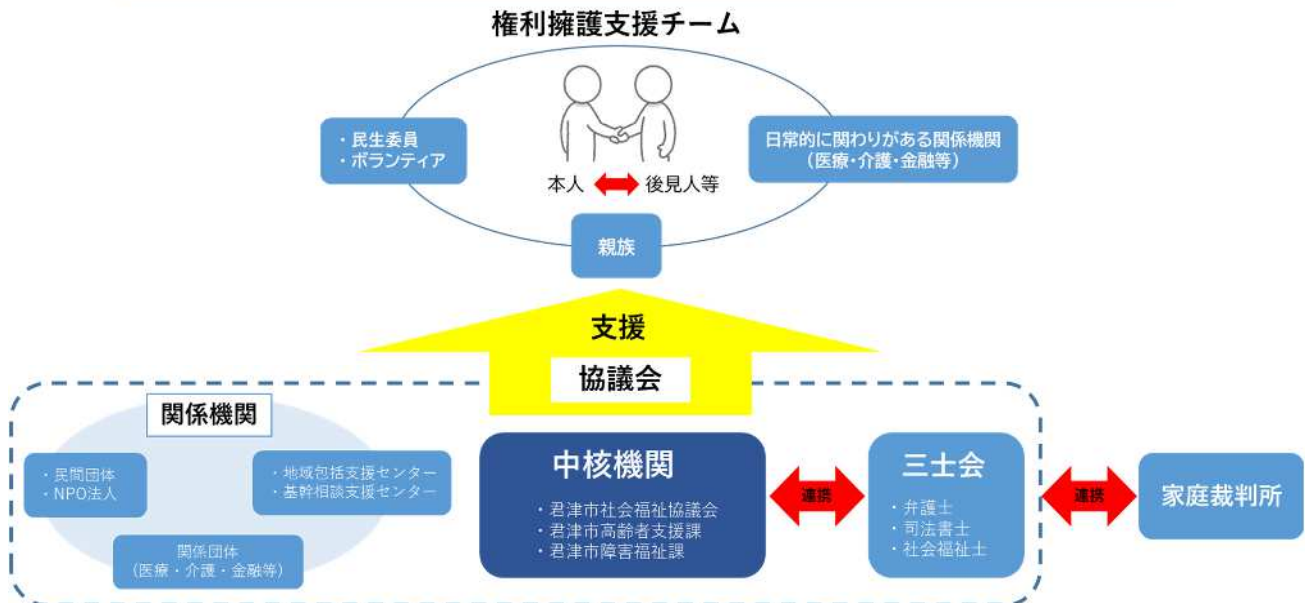 権利擁護支援チーム
・民生委員
・ボランティア
日常的に関わりがある関係機関
（医療・介護・金融等）
本人
後見人等
親族
支援
協議会
関係機関
・民間団体
・NPO法人
・地域包括支援センター
・基幹相談支援センター
関係団体
（医療・介護・金融等）
中核機関
・君津市社会福祉協議会
・君津市高齢者支援課
・君津市障害福祉課
連携
三士会
・弁護士
・司法書士
・社会福祉士
連携
家庭裁判所